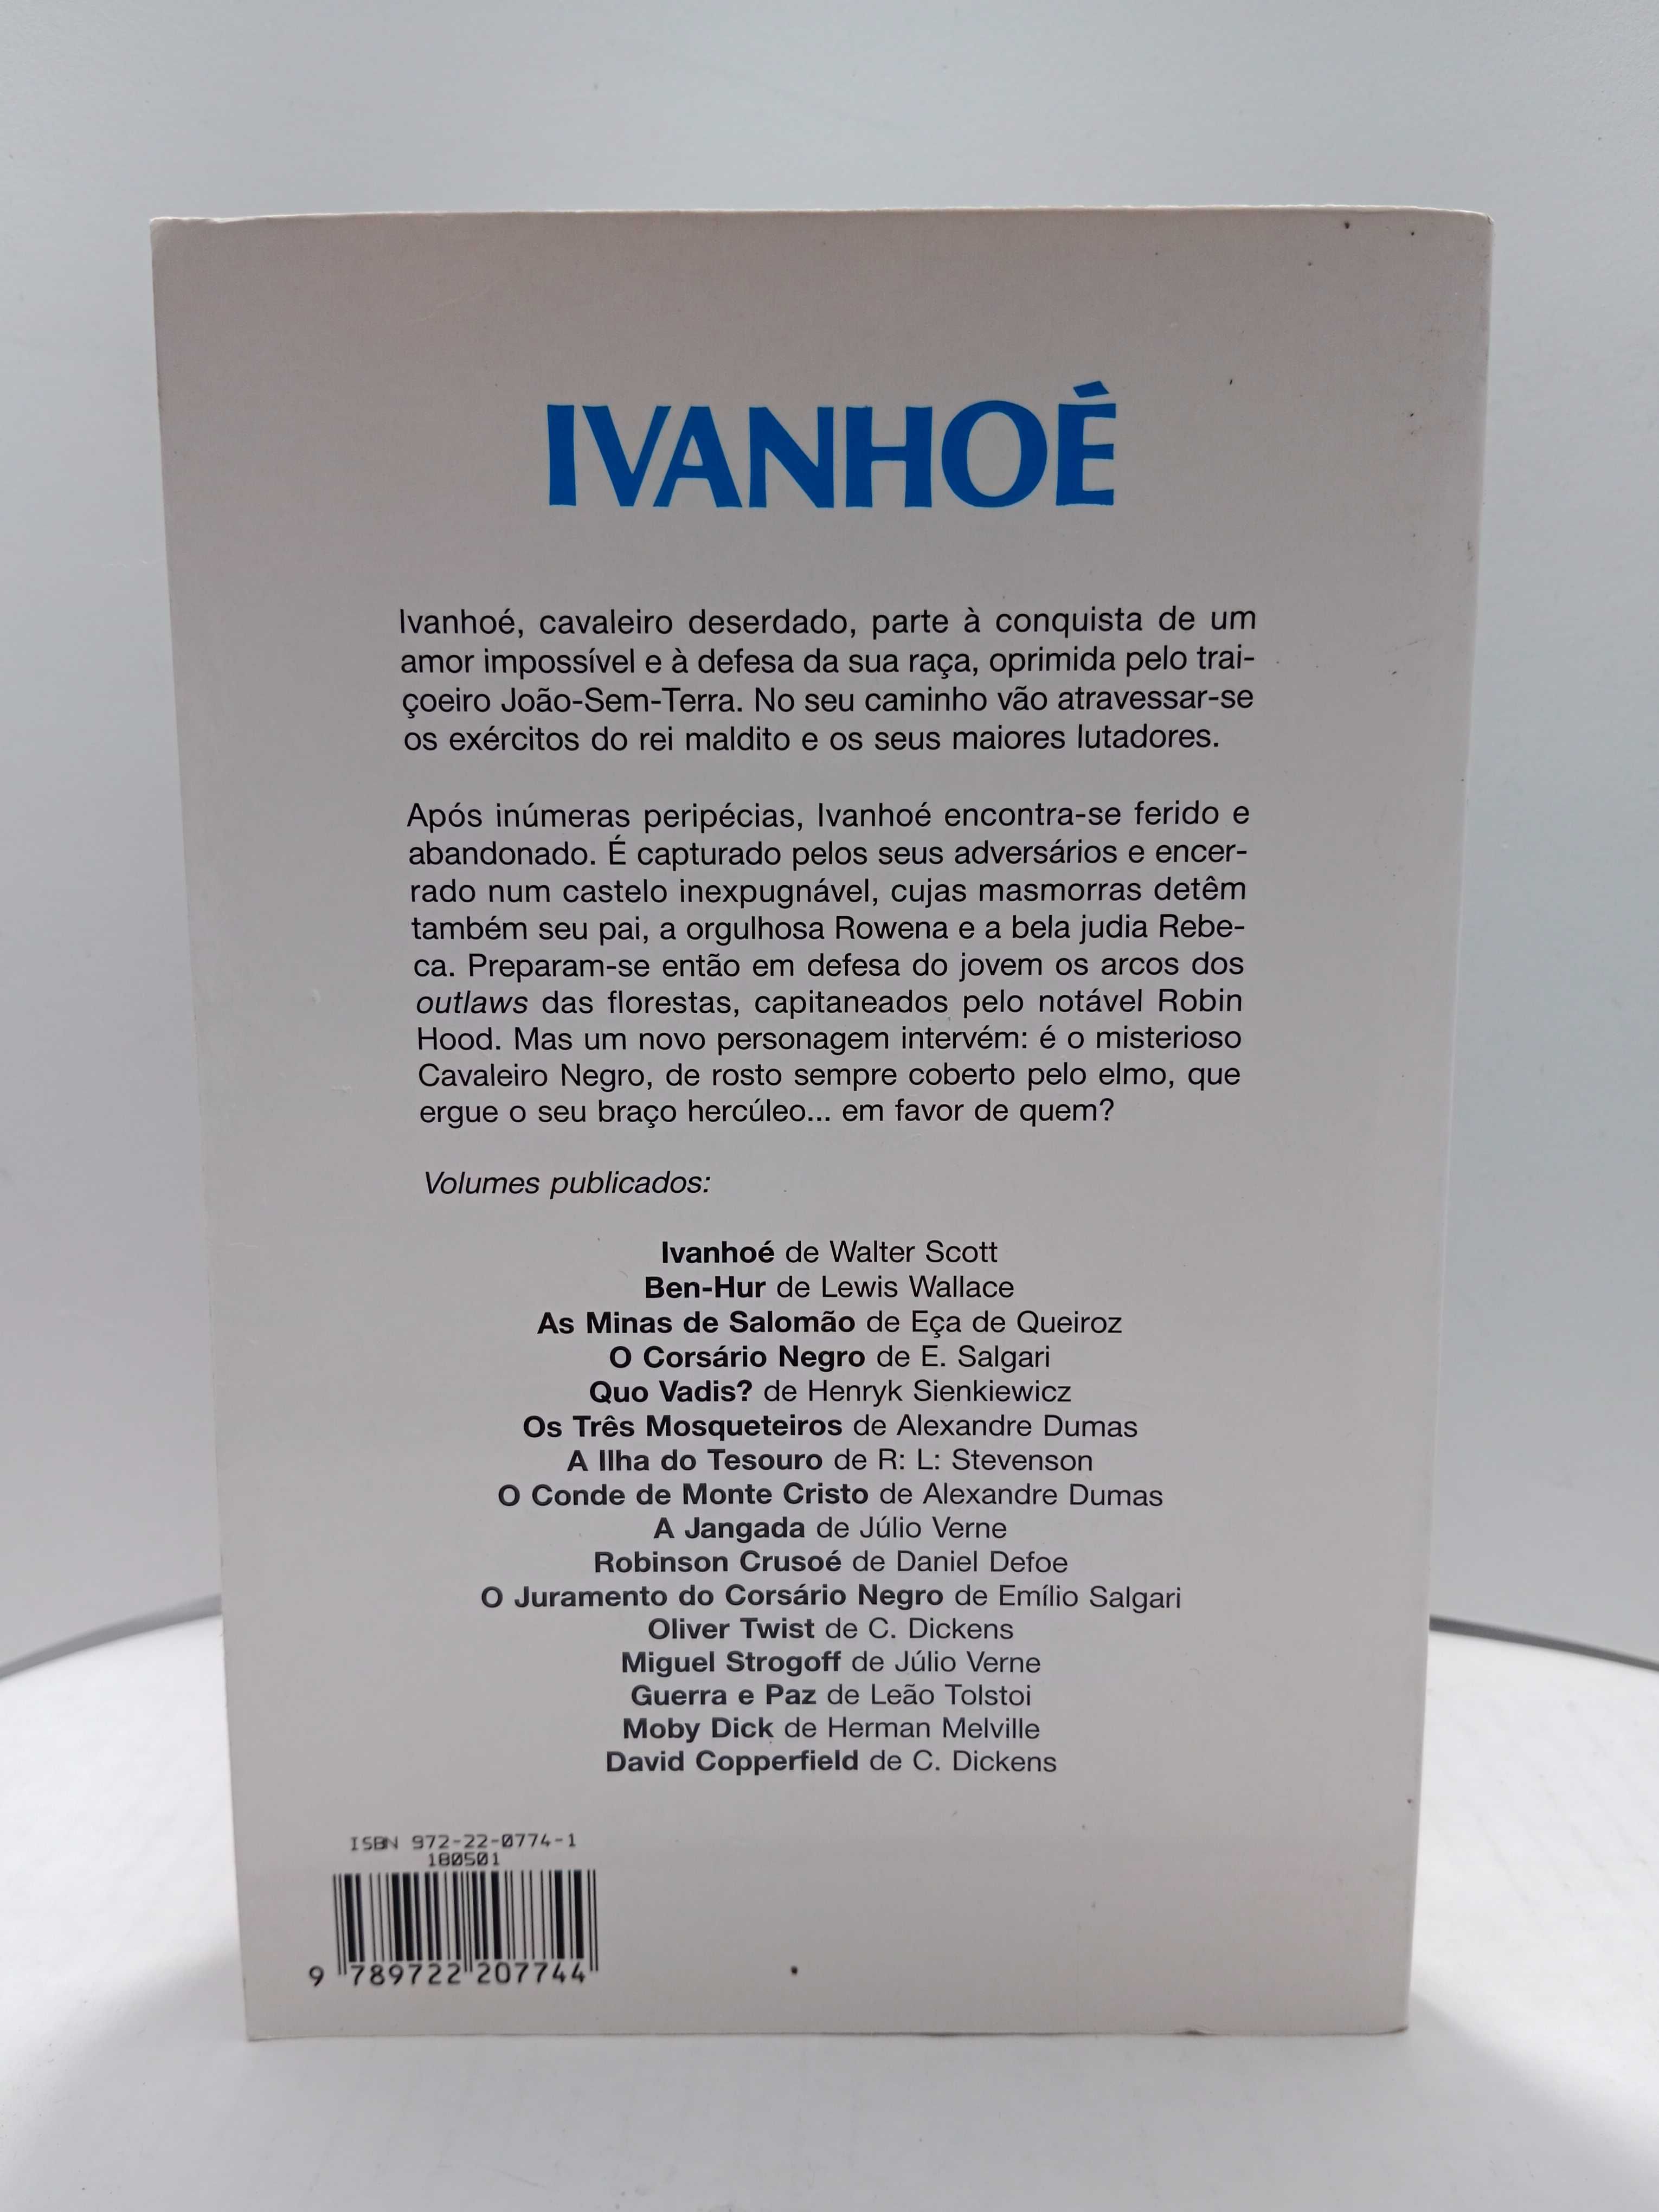 IVANHOÉ
Ivanhoé, cavaleiro deserdado, parte à conquista de um
amor impossível e à defesa da sua raça, oprimida pelo trai-
çoeiro João-Sem-Terra. No seu caminho vão atravessar-se
os exércitos do rei maldito e os seus maiores lutadores.
Após inúmeras peripécias, Ivanhoé encontra-se ferido e
abandonado. É capturado pelos seus adversários e encer-
rado num castelo inexpugnável, cujas masmorras detêm
também seu pai, a orgulhosa Rowena e a bela judia Rebe-
ca. Preparam-se então em defesa do jovem os arcos dos
outlaws das florestas, capitaneados pelo notável Robin
Hood. Mas um novo personagem intervém: é o misterioso
Cavaleiro Negro, de rosto sempre coberto pelo elmo, que
ergue o seu braço hercúleo... em favor de quem?
Volumes publicados:
Ivanhoé de Walter Scott
Ben-Hur de Lewis Wallace
As Minas de Salomão de Eça de Queiroz
O Corsário Negro de E. Salgari
Quo Vadis? de Henryk Sienkiewicz
Os Três Mosqueteiros de Alexandre Dumas
A Ilha do Tesouro de R: L: Stevenson
O Conde de Monte Cristo de Alexandre Dumas
A Jangada de Júlio Verne
Robinson Crusoé de Daniel Defoe
O Juramento do Corsário Negro de Emílio Salgari
Oliver Twist de C. Dickens
Miguel Strogoff de Júlio Verne
Guerra e Paz de Leão Tolstoi
Moby Dick de Herman Melville
David Copperfield de C. Dickens
ISBN 972-22-0774-1
180501
9 789722 207744